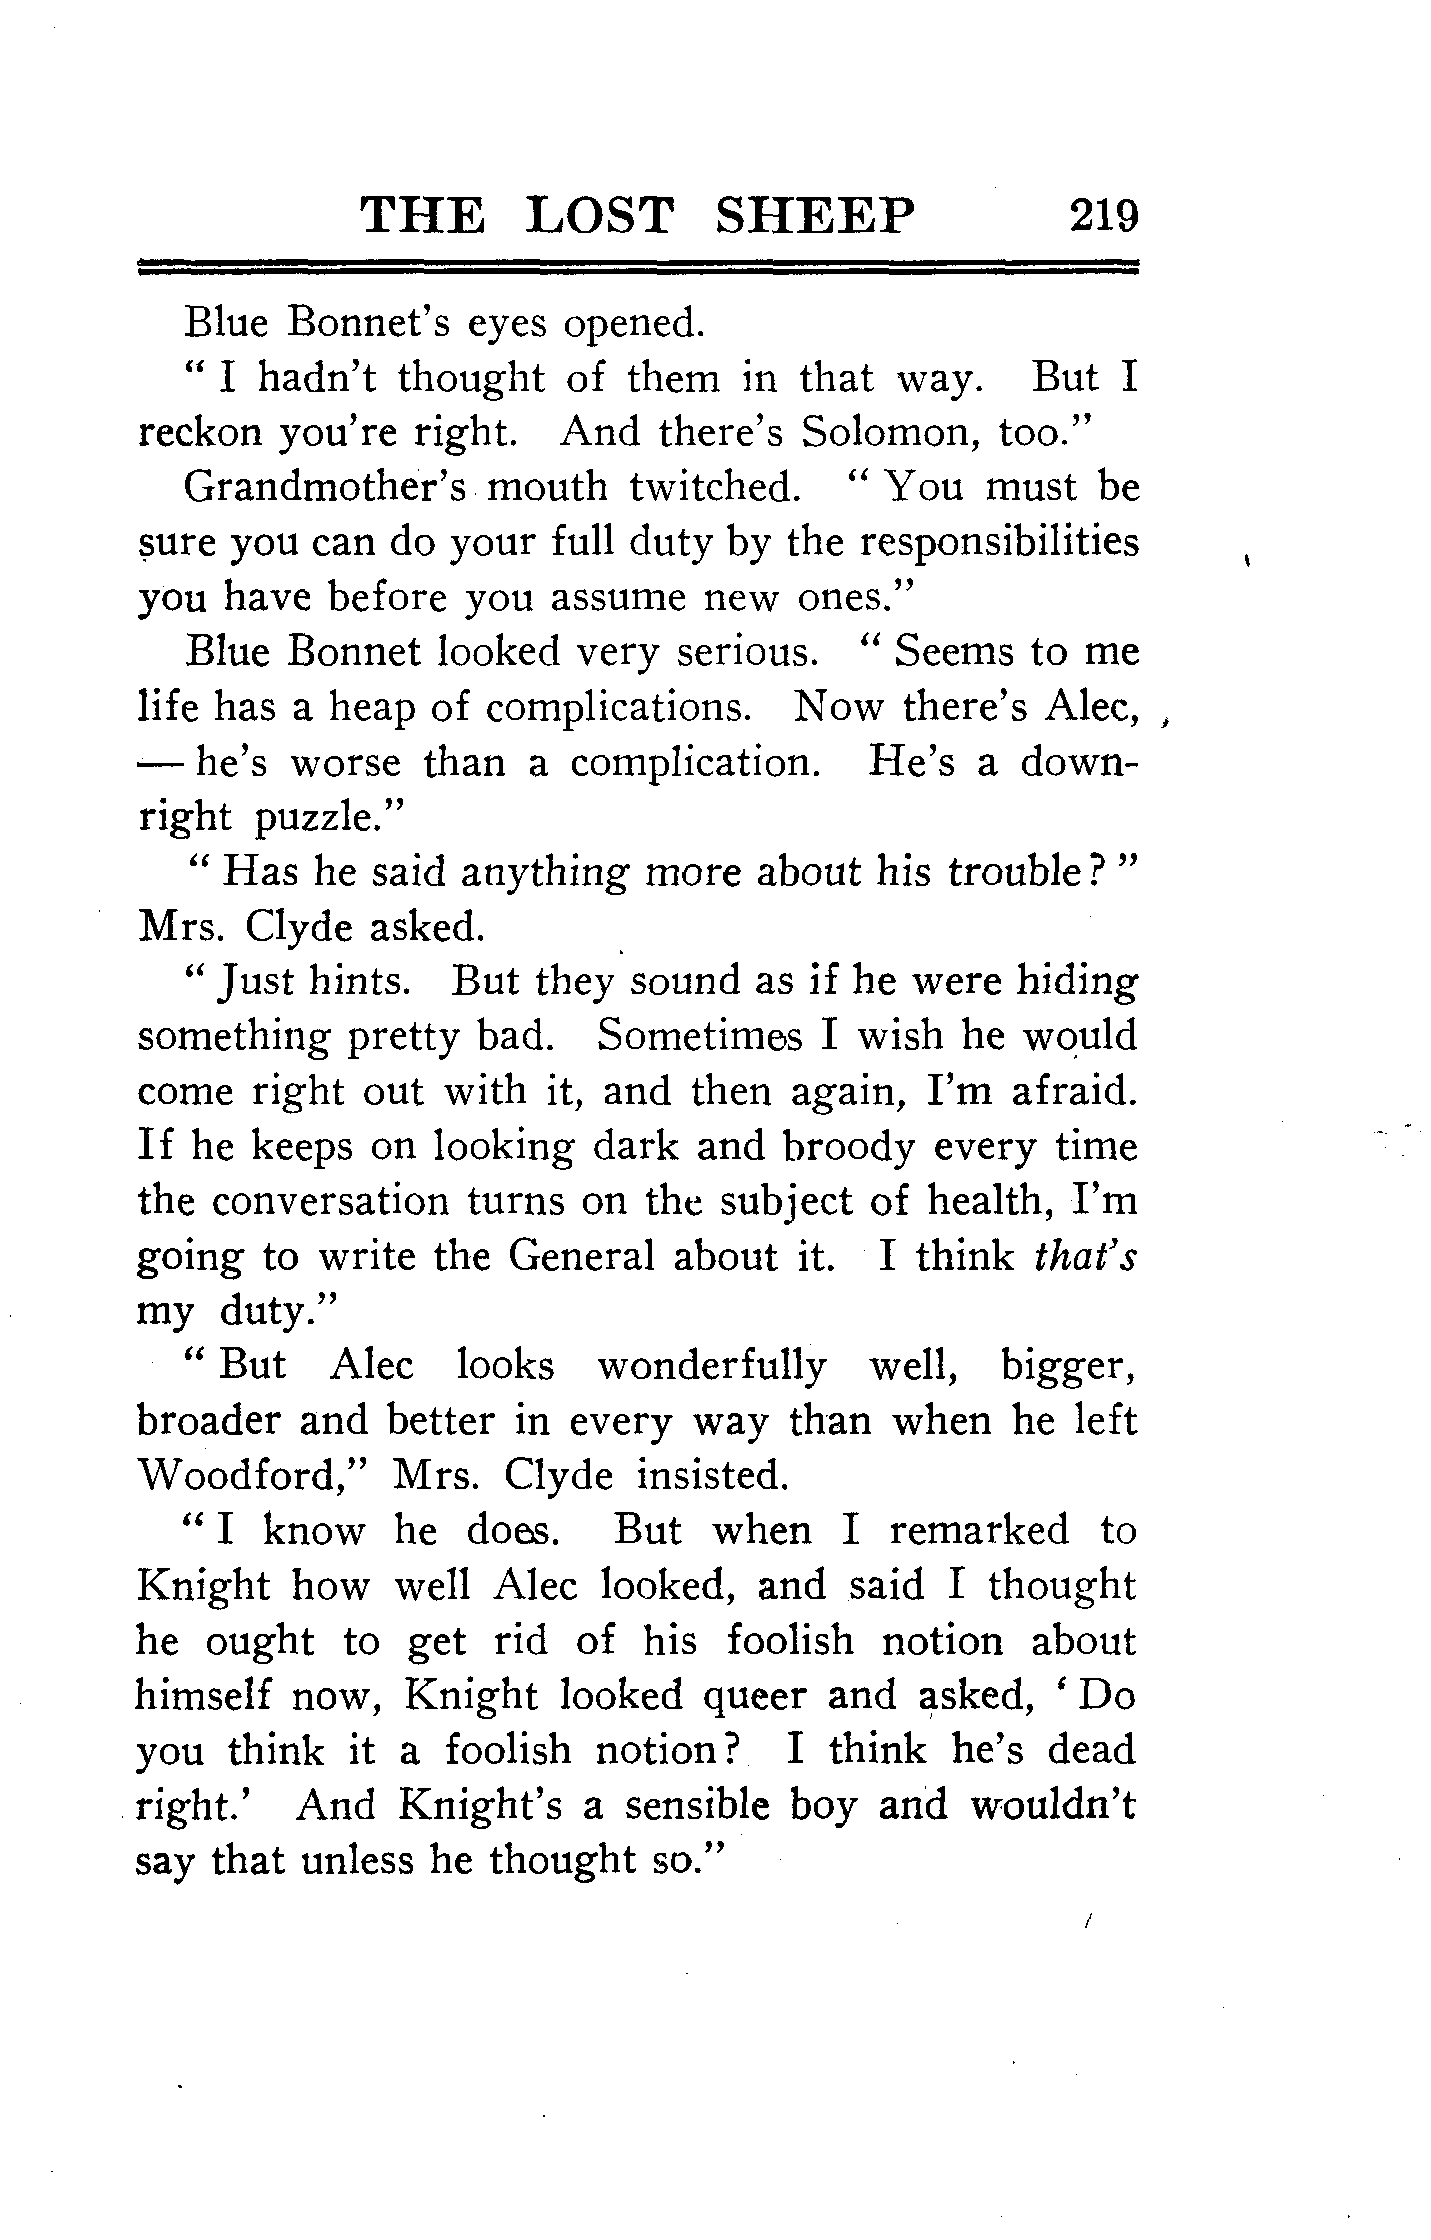 THE LOST SHEEP 219
Blue Bonnet's eyes opened.
" I hadn't thought of them in that way. But I
reckon you're right. And there's Solomon, too."
Grandmother's mouth twitched. " You must be
sure you can do your full duty by the responsibilities
you have before you assume new ones."
Blue Bonnet looked very serious. " Seems to me
life has a heap of complications. Now there's Alec,
— he's worse than a complication. He's a down-
right puzzle."
" Has he said anything more about his trouble? "
Mrs. Clyde asked.
" Just hints. But they sound as if he were hiding
something pretty bad. Sometimes I wish he would
come right out with it, and then again, I'm afraid.
If he keeps on looking dark and broody every time
the conversation turns on the subject of health, I'm
going to write the General about it. I think that's
my duty."
" But Alec looks wonderfully well, bigger,
broader and better in every way than when he left
Woodford," Mrs. Clyde insisted.
" I know he does. But when I remarked to
Knight how well Alec looked, and said I thought
he ought to get rid of his foolish notion about
himself now, Knight looked queer and asked, ' Do
you think it a foolish notion? I think he's dead
right.' And Knight's a sensible boy and wouldn't
say that unless he thought so."